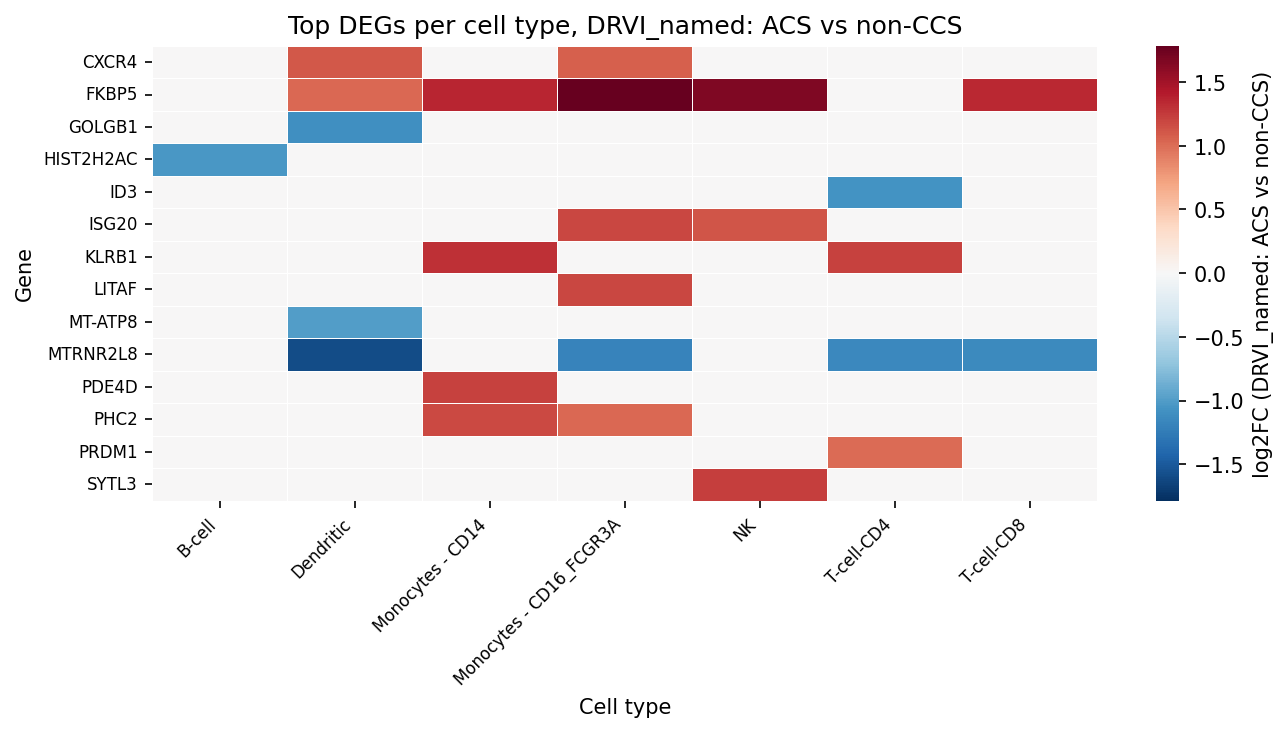 Top DEGs per cell type, DRVI_named: ACS vs non-CCS
Gene
CXCR4
FKBP5
GOLGB1
HIST2H2AC
ID3
ISG20
KLRB1
LITAF
MT-ATP8
MTRNR2L8
PDE4D
PHC2
PRDM1
SYTL3
B-cell
Dendritic
Monocytes - CD14
Monocytes - CD16_FCGR3A
NK
T-cell-CD4
T-cell-CD8
Cell type
1.5
1.0
0.5
0.0
−0.5
−1.0
−1.5
log2FC (DRVI_named: ACS vs non-CCS)